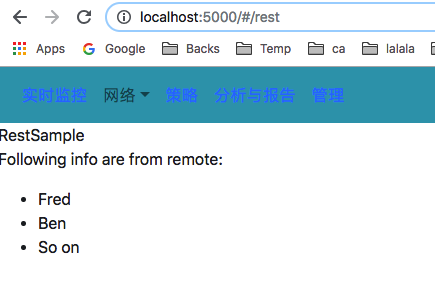 localhost:5000/#/rest
Apps Google Backs Temp ca lalala
实时监控 网络 策略 分析与报告 管理
RestSample
Following info are from remote:
Fred
Ben
So on